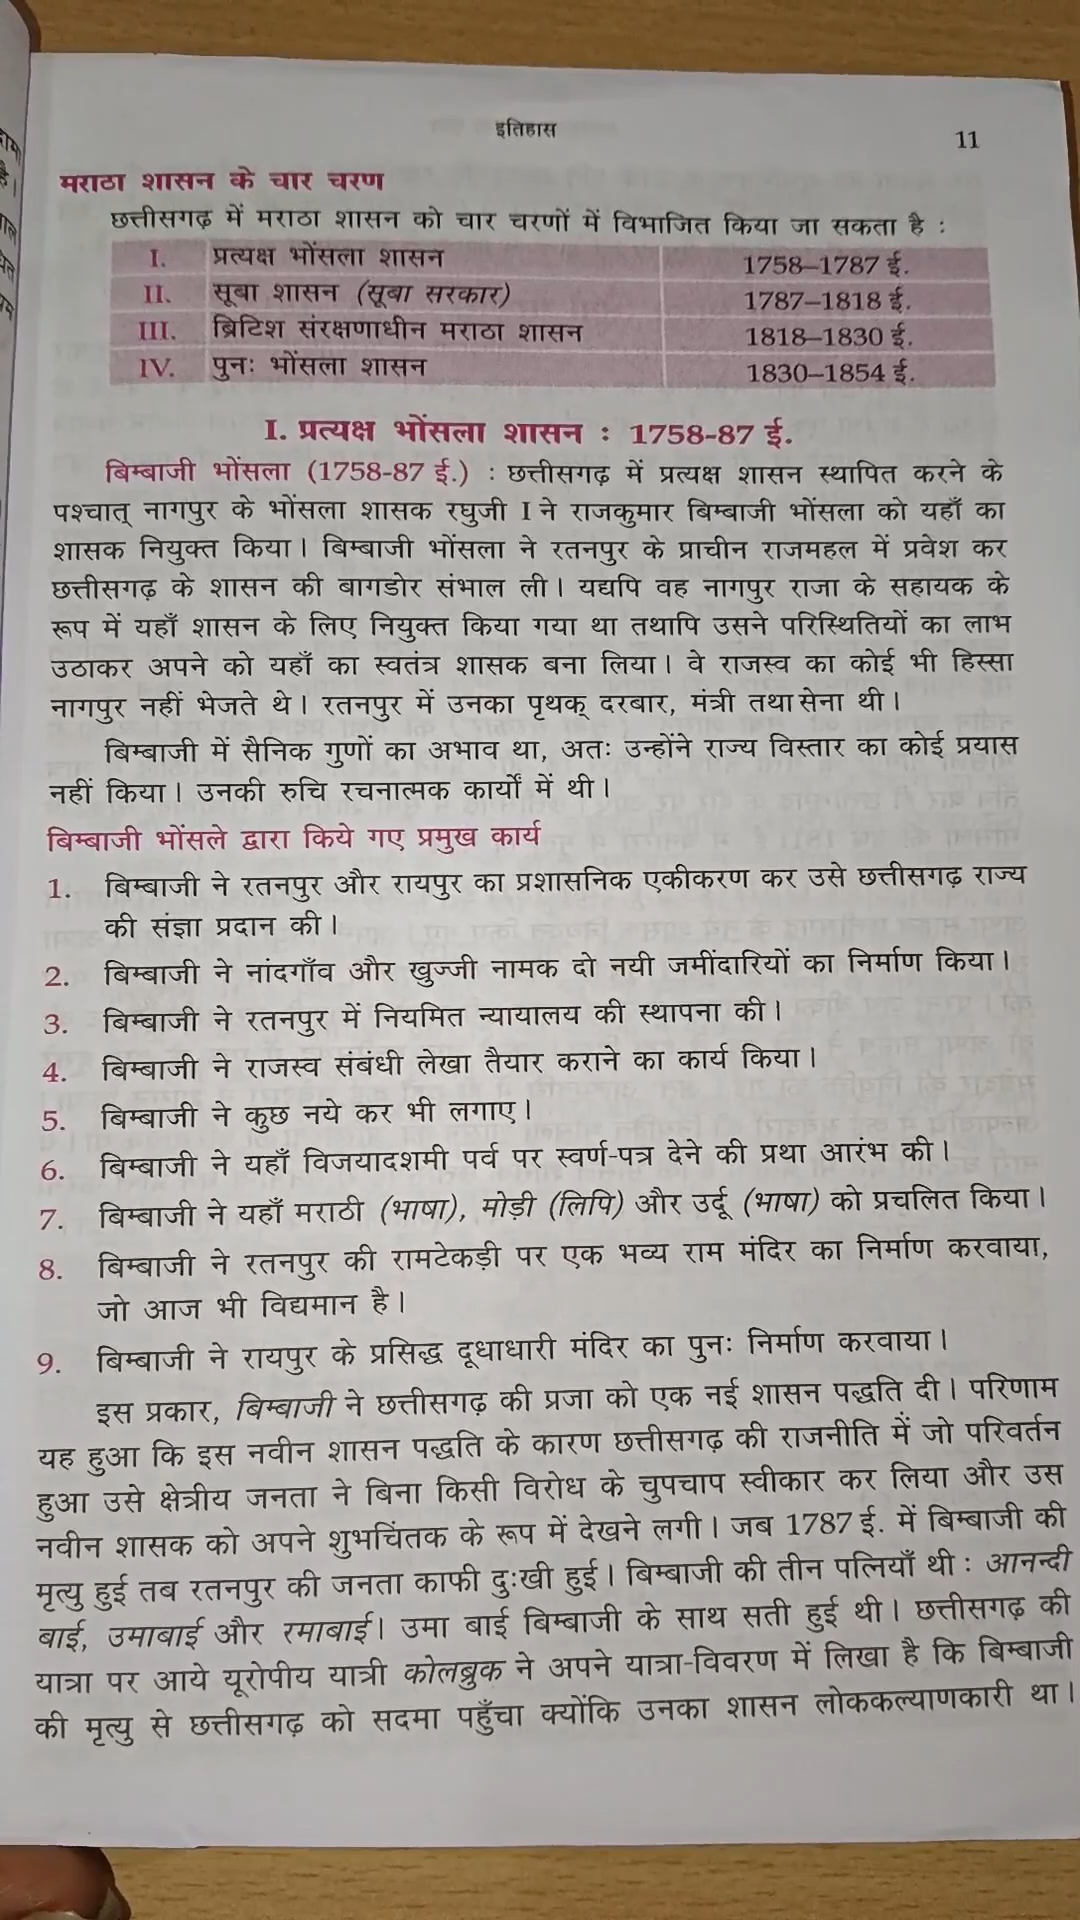 इतिहास
11
मराठा शासन के चार चरण
छत्तीसगढ़ में मराठा शासन को चार चरणों में विभाजित किया जा सकता है :
I. प्रत्यक्ष भोंसला शासन 1758–1787 ई.
II. सूबा शासन (सूबा सरकार) 1787–1818 ई.
III. ब्रिटिश संरक्षणाधीन मराठा शासन 1818–1830 ई.
IV. पुनः भोंसला शासन 1830–1854 ई.
I. प्रत्यक्ष भोंसला शासन : 1758-87 ई.
बिम्बाजी भोंसला (1758-87 ई.) : छत्तीसगढ़ में प्रत्यक्ष शासन स्थापित करने के
पश्चात् नागपुर के भोंसला शासक रघुजी I ने राजकुमार बिम्बाजी भोंसला को यहाँ का
शासक नियुक्त किया। बिम्बाजी भोंसला ने रतनपुर के प्राचीन राजमहल में प्रवेश कर
छत्तीसगढ़ के शासन की बागडोर संभाल ली। यद्यपि वह नागपुर राजा के सहायक के
रूप में यहाँ शासन के लिए नियुक्त किया गया था तथापि उसने परिस्थितियों का लाभ
उठाकर अपने को यहाँ का स्वतंत्र शासक बना लिया। वे राजस्व का कोई भी हिस्सा
नागपुर नहीं भेजते थे। रतनपुर में उनका पृथक् दरबार, मंत्री तथा सेना थी।
बिम्बाजी में सैनिक गुणों का अभाव था, अतः उन्होंने राज्य विस्तार का कोई प्रयास
नहीं किया। उनकी रुचि रचनात्मक कार्यों में थी।
बिम्बाजी भोंसले द्वारा किये गए प्रमुख कार्य
1. बिम्बाजी ने रतनपुर और रायपुर का प्रशासनिक एकीकरण कर उसे छत्तीसगढ़ राज्य
की संज्ञा प्रदान की।
2. बिम्बाजी ने नांदगाँव और खुज्जी नामक दो नयी जमींदारियों का निर्माण किया।
3. बिम्बाजी ने रतनपुर में नियमित न्यायालय की स्थापना की।
4. बिम्बाजी ने राजस्व संबंधी लेखा तैयार कराने का कार्य किया।
5. बिम्बाजी ने कुछ नये कर भी लगाए।
6. बिम्बाजी ने यहाँ विजयादशमी पर्व पर स्वर्ण-पत्र देने की प्रथा आरंभ की।
7. बिम्बाजी ने यहाँ मराठी (भाषा), मोड़ी (लिपि) और उर्दू (भाषा) को प्रचलित किया।
8. बिम्बाजी ने रतनपुर की रामटेकड़ी पर एक भव्य राम मंदिर का निर्माण करवाया,
जो आज भी विद्यमान है।
9. बिम्बाजी ने रायपुर के प्रसिद्ध दूधाधारी मंदिर का पुनः निर्माण करवाया।
इस प्रकार, बिम्बाजी ने छत्तीसगढ़ की प्रजा को एक नई शासन पद्धति दी। परिणाम
यह हुआ कि इस नवीन शासन पद्धति के कारण छत्तीसगढ़ की राजनीति में जो परिवर्तन
हुआ उसे क्षेत्रीय जनता ने बिना किसी विरोध के चुपचाप स्वीकार कर लिया और उस
नवीन शासक को अपने शुभचिंतक के रूप में देखने लगी। जब 1787 ई. में बिम्बाजी की
मृत्यु हुई तब रतनपुर की जनता काफी दुःखी हुई। बिम्बाजी की तीन पत्नियाँ थी : आनन्दी
बाई, उमाबाई और रमाबाई। उमा बाई बिम्बाजी के साथ सती हुई थी। छत्तीसगढ़ की
यात्रा पर आये यूरोपीय यात्री कोलब्रुक ने अपने यात्रा-विवरण में लिखा है कि बिम्बाजी
की मृत्यु से छत्तीसगढ़ को सदमा पहुँचा क्योंकि उनका शासन लोककल्याणकारी था।